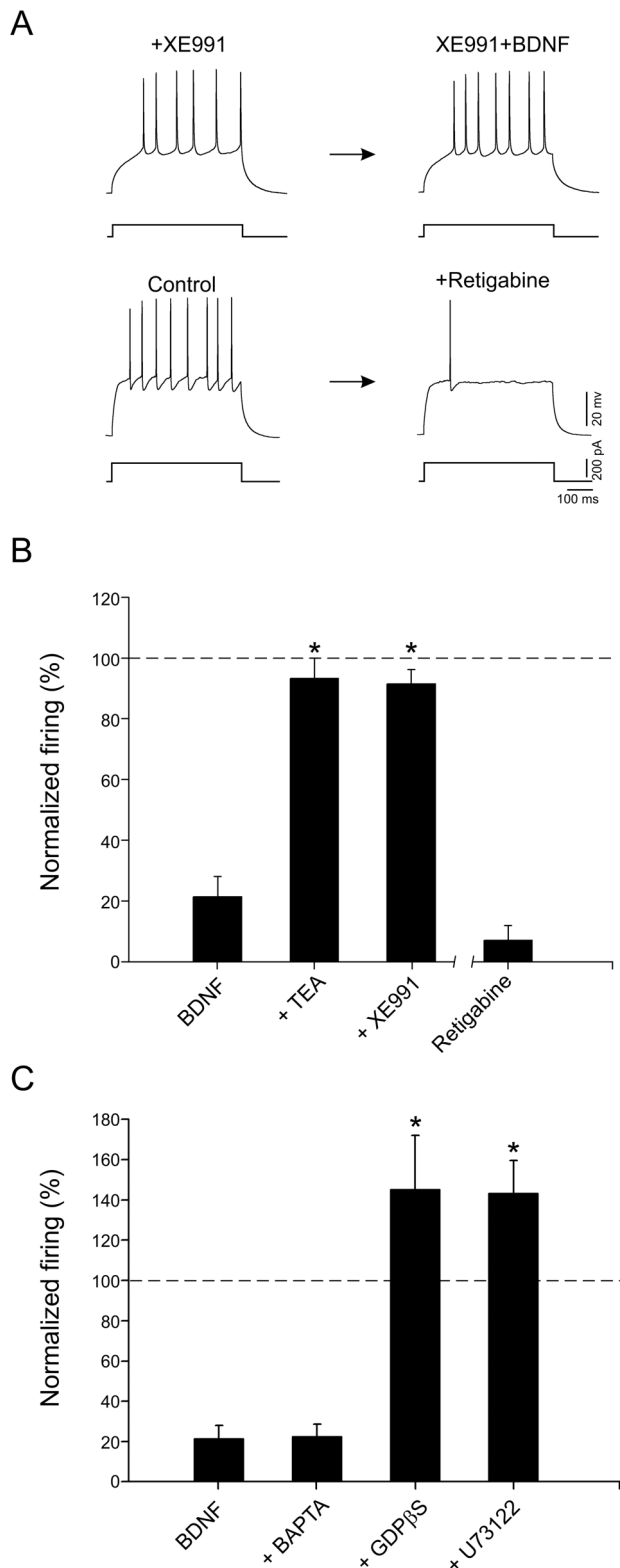 A
+XE991
XE991+BDNF
Control
+Retigabine
20 mv
200 pA
100 ms
B
Normalized firing (%)
120
100
80
60
40
20
0
*
*
BDNF
+ TEA
+ XE991
Retigabine
C
Normalized firing (%)
180
160
140
120
100
80
60
40
20
0
*
*
BDNF
+ BAPTA
+ GDPβS
+ U73122